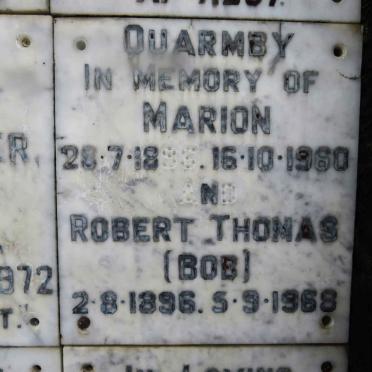 QUARMBY
IN MEMORY OF
MARION
16·10·1960
AND
ROBERT THOMAS
(BOB)
2·8·1896. 5·9·1968